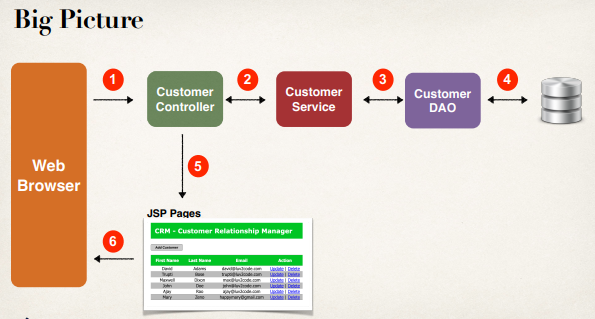 Big Picture
1
2
3
4
Customer
Controller
Customer
Service
Customer
DAO
Web
Browser
5
JSP Pages
6
CRM - Customer Relationship Manager
Add Customer
First Name Last Name Email Action
David Adams david@luv2code.com Update | Delete
Trupti Bose trupti@luv2code.com Update | Delete
Maxwell Dixon max@luv2code.com Update | Delete
John Doe john@luv2code.com Update | Delete
Ajay Rao ajay@luv2code.com Update | Delete
Mary Zane happymary@gmail.com Update | Delete